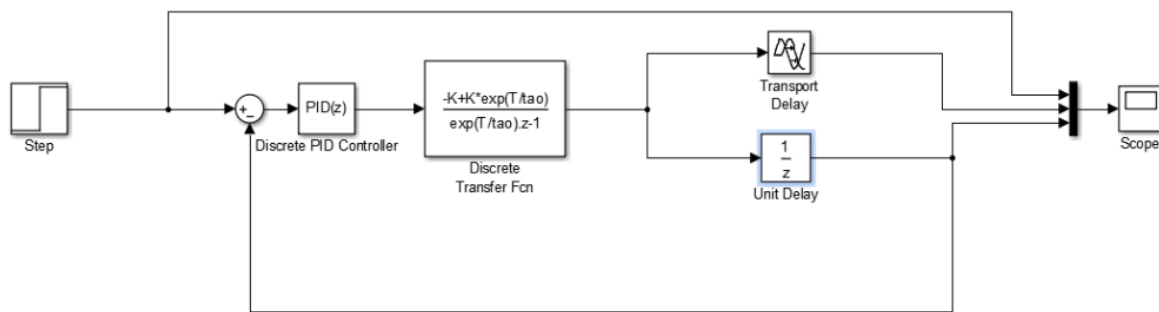 Step
+
−
PID(z)
Discrete PID Controller
-K+K*exp(T/tao)
exp(T/tao).z-1
Discrete
Transfer Fcn
Transport
Delay
1
z
Unit Delay
Scope